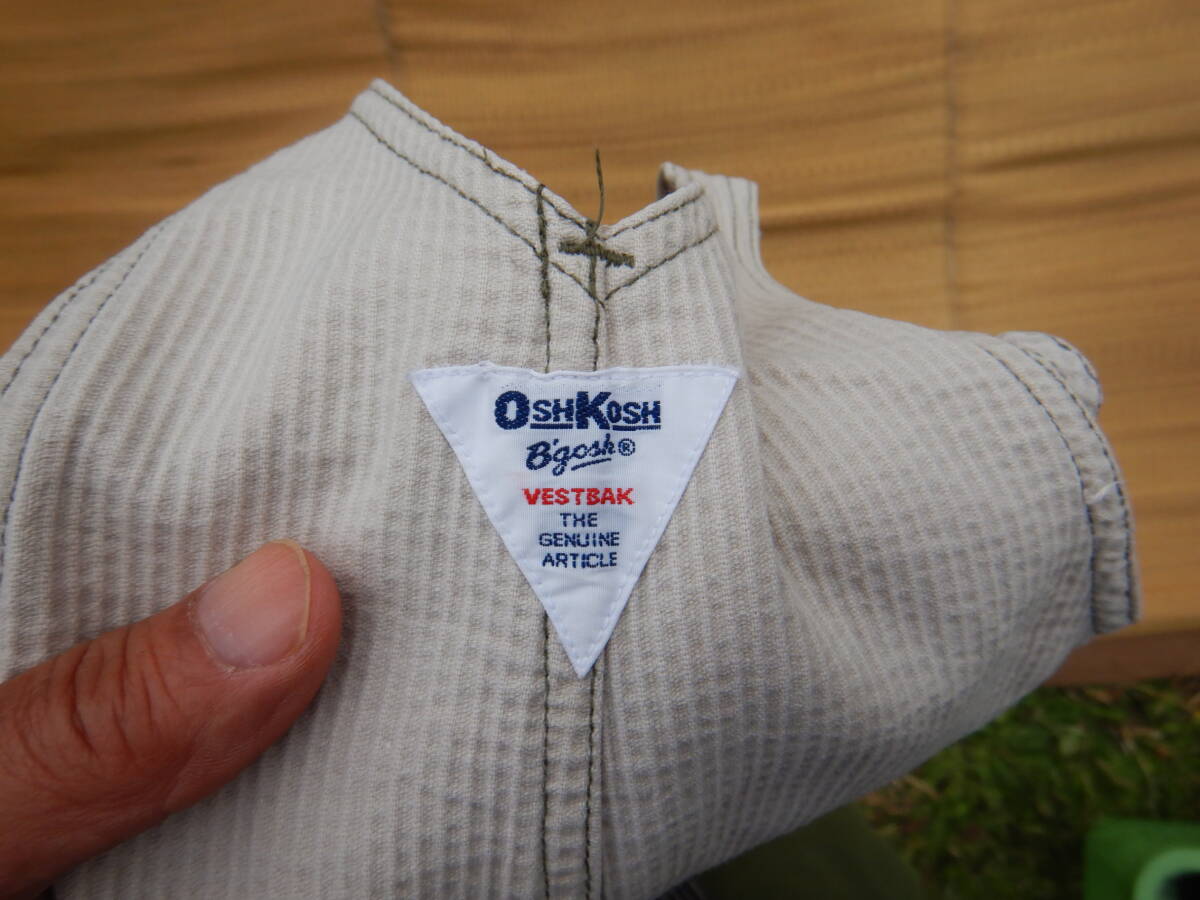 OSHKOSH
B'gosh®
VESTBAK
THE
GENUINE
ARTICLE